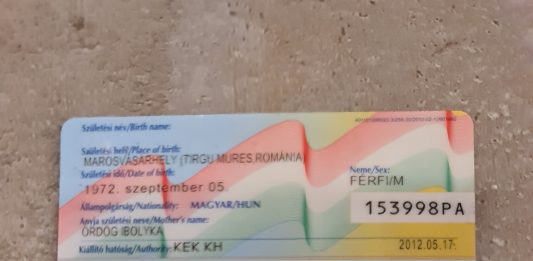 Születési név/Birth name:
Születési hely/Place of birth:
MAROSVÁSÁRHELY (TIRGU MURES,ROMÁNIA)
Születési idő/Date of birth:
1972. szeptember 05.
Neme/Sex:
FÉRFI/M
Állampolgárság/Nationality: MAGYAR/HUN
153998PA
Anyja születési neve/Mother's name:
ÖRDÖG IBOLYKA
Kiállító hatóság/Authority: KEK KH
2012.05.17.